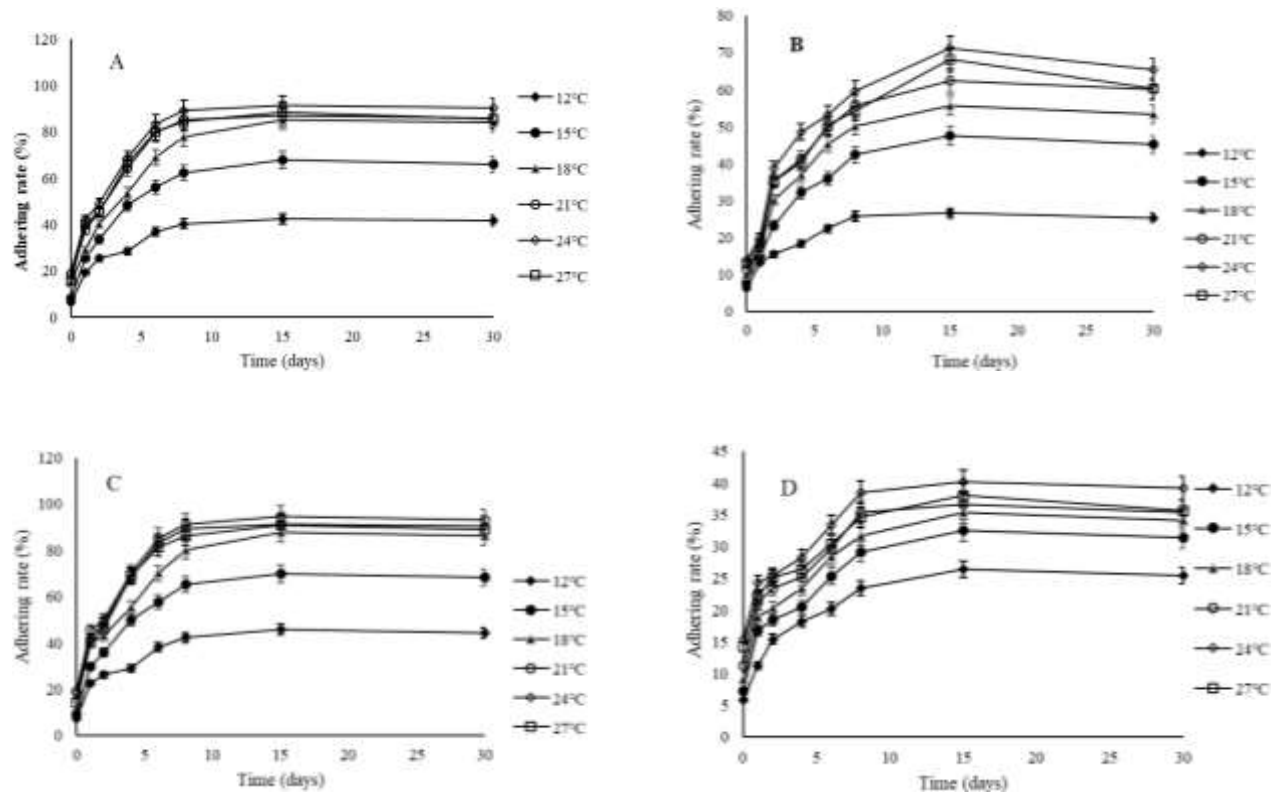 A
Adhering rate (%)
120
100
80
60
40
20
0
0 5 10 15 20 25 30
Time (days)
12°C
15°C
18°C
21°C
24°C
27°C
B
Adhering rate (%)
80
70
60
50
40
30
20
10
0
0 5 10 15 20 25 30
Time (days)
12°C
15°C
18°C
21°C
24°C
27°C
C
Adhering rate (%)
120
100
80
60
40
20
0
0 5 10 15 20 25 30
Time (days)
12°C
15°C
18°C
21°C
24°C
27°C
D
Adhering rate (%)
45
40
35
30
25
20
15
10
5
0
0 5 10 15 20 25 30
Time (days)
12°C
15°C
18°C
21°C
24°C
27°C